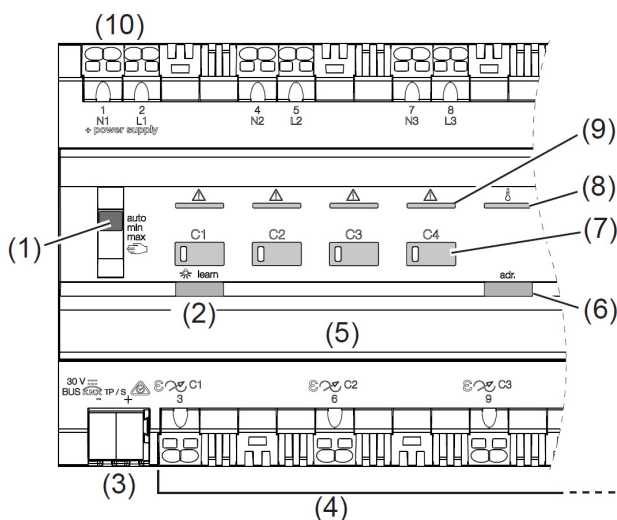 (10)
1 2 4 5 7 8
N1 L1 N2 L2 N3 L3
+ power supply
(9)
(8)
(1)
auto
min
max
C1 C2 C3 C4
(7)
learn adr.
(6)
(2)
(5)
30 V
BUS KNX TP / S
- +
C1 C2 C3
3 6 9
(3)
(4)